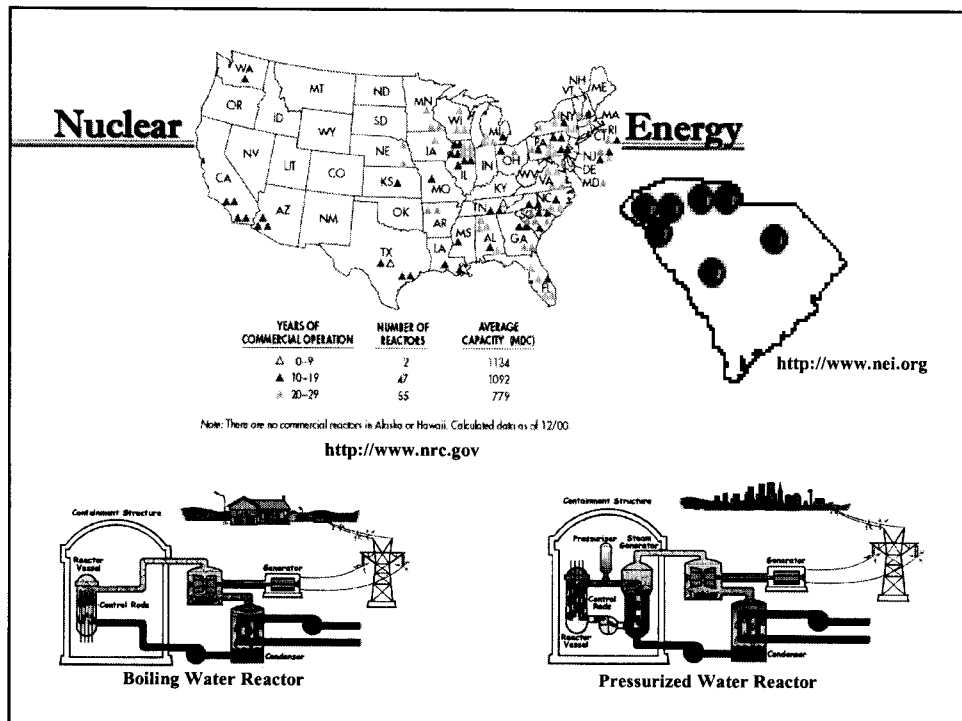 Nuclear Energy
WA
MT
ND
MN
OR
ID
SD
WI
WY
MI
NY
NH
VT
ME
MA
RI
CT
NJ
DE
MD
PA
NV
UT
CO
NE
IA
IL
IN
OH
WV
VA
CA
KS
MO
KY
NC
AZ
NM
OK
AR
TN
SC
TX
LA
MS
AL
GA
FL
YEARS OF COMMERCIAL OPERATION
NUMBER OF REACTORS
AVERAGE CAPACITY (MDC)
△ 0–9 2 1134
▲ 10–19 47 1092
20–29 55 779
Note: There are no commercial reactors in Alaska or Hawaii. Calculated data as of 12/00.
http://www.nrc.gov
http://www.nei.org
Containment Structure
Reactor Vessel
Control Rods
Generator
Condenser
Boiling Water Reactor
Containment Structure
Pressurizer
Steam Generator
Control Rods
Reactor Vessel
Generator
Condenser
Pressurized Water Reactor